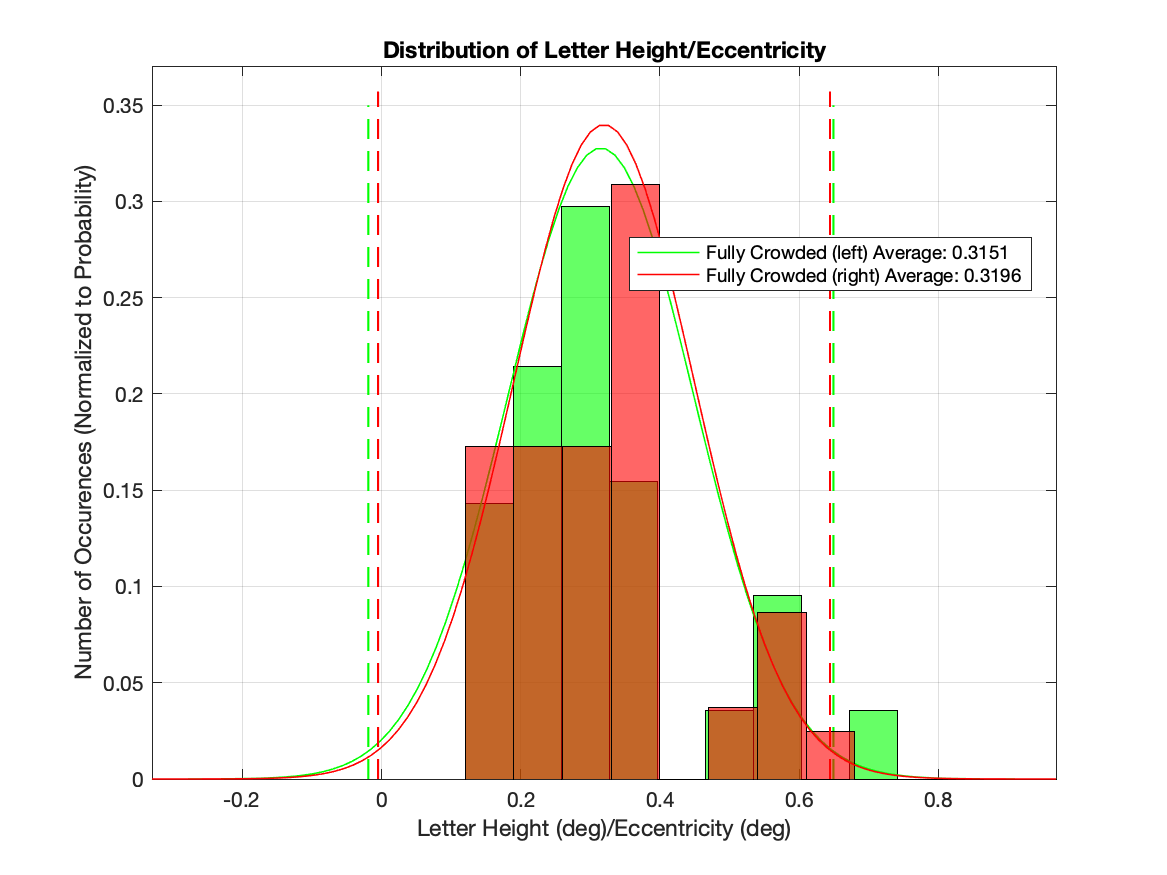 Distribution of Letter Height/Eccentricity
Number of Occurences (Normalized to Probability)
0.35
0.3
0.25
0.2
0.15
0.1
0.05
0
Fully Crowded (left) Average: 0.3151
Fully Crowded (right) Average: 0.3196
-0.2 0 0.2 0.4 0.6 0.8
Letter Height (deg)/Eccentricity (deg)